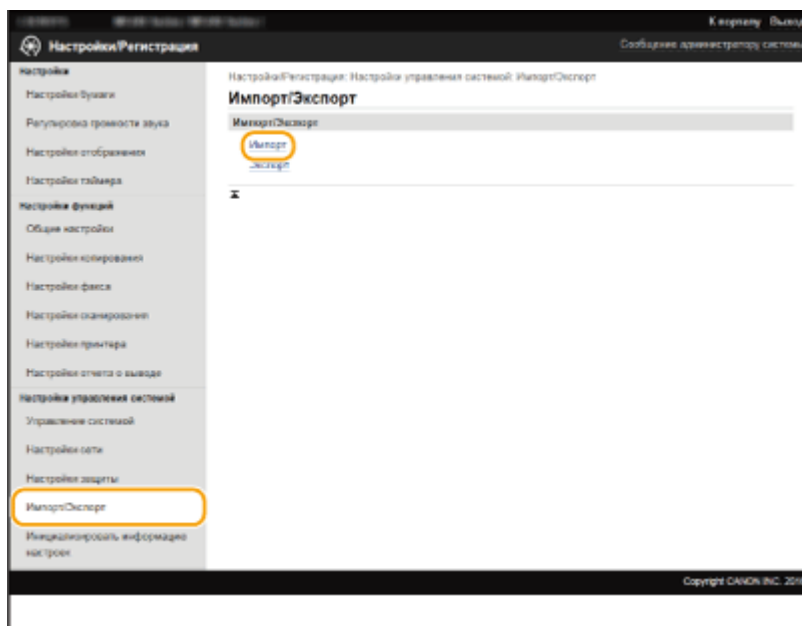 К порталу Выход
Настройки/Регистрация
Сообщение администратору системы
Настройки
Настройки бумаги
Регулировка громкости звука
Настройки отображения
Настройки таймера
Настройки функций
Общие настройки
Настройки копирования
Настройки факса
Настройки сканирования
Настройки принтера
Настройки отчета о выводе
Настройки управления системой
Управление системой
Настройки сети
Настройки защиты
Импорт/Экспорт
Инициализировать информацию
настроек
Настройки/Регистрация: Настройки управления системой: Импорт/Экспорт
Импорт/Экспорт
Импорт/Экспорт
Импорт
Экспорт
Copyright CANON INC.